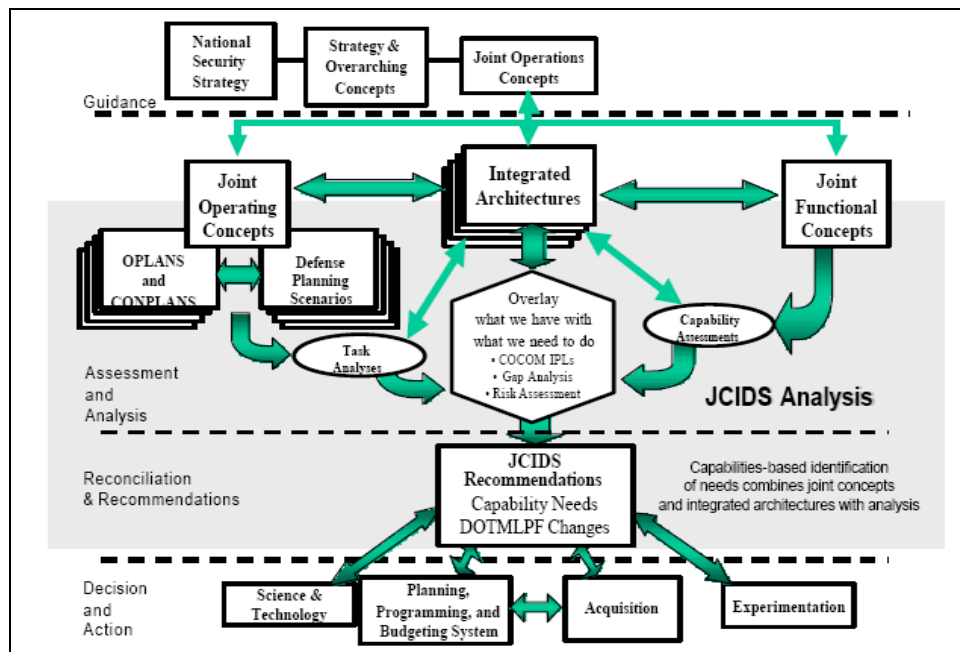 National
Security
Strategy
Strategy &
Overarching
Concepts
Joint Operations
Concepts
Guidance
Joint
Operating
Concepts
Integrated
Architectures
Joint
Functional
Concepts
OPLANS
and
CONPLANS
Defense
Planning
Scenarios
Overlay
what we have with
what we need to do
• COCOM IPLs
• Gap Analysis
• Risk Assessment
Task
Analyses
Capability
Assessments
Assessment
and
Analysis
JCIDS Analysis
Reconciliation
& Recommendations
JCIDS
Recommendations
Capability Needs
DOTMLPF Changes
Capabilities-based identification
of needs combines joint concepts
and integrated architectures with analysis
Decision
and
Action
Science &
Technology
Planning,
Programming, and
Budgeting System
Acquisition
Experimentation